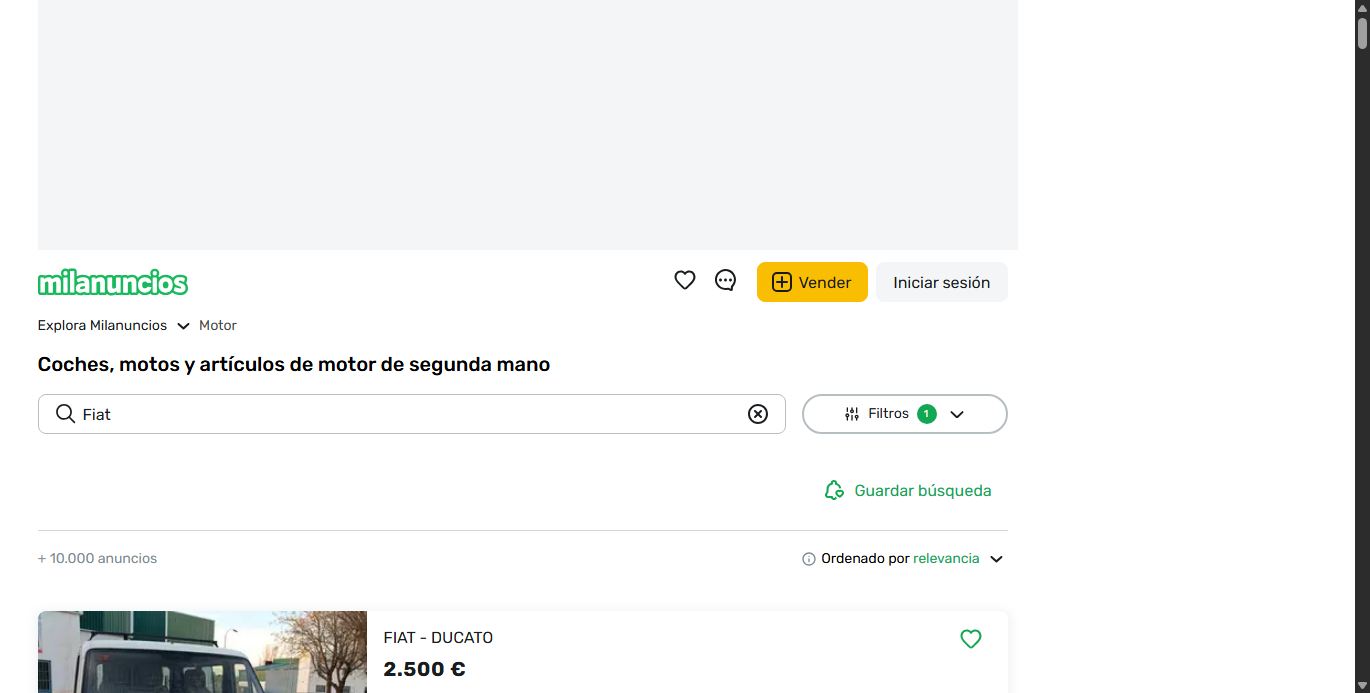 milanuncios
Vender
Iniciar sesión
Explora Milanuncios
Motor
Coches, motos y artículos de motor de segunda mano
Fiat
Filtros 1
Guardar búsqueda
+ 10.000 anuncios
Ordenado por relevancia
FIAT - DUCATO
2.500 €